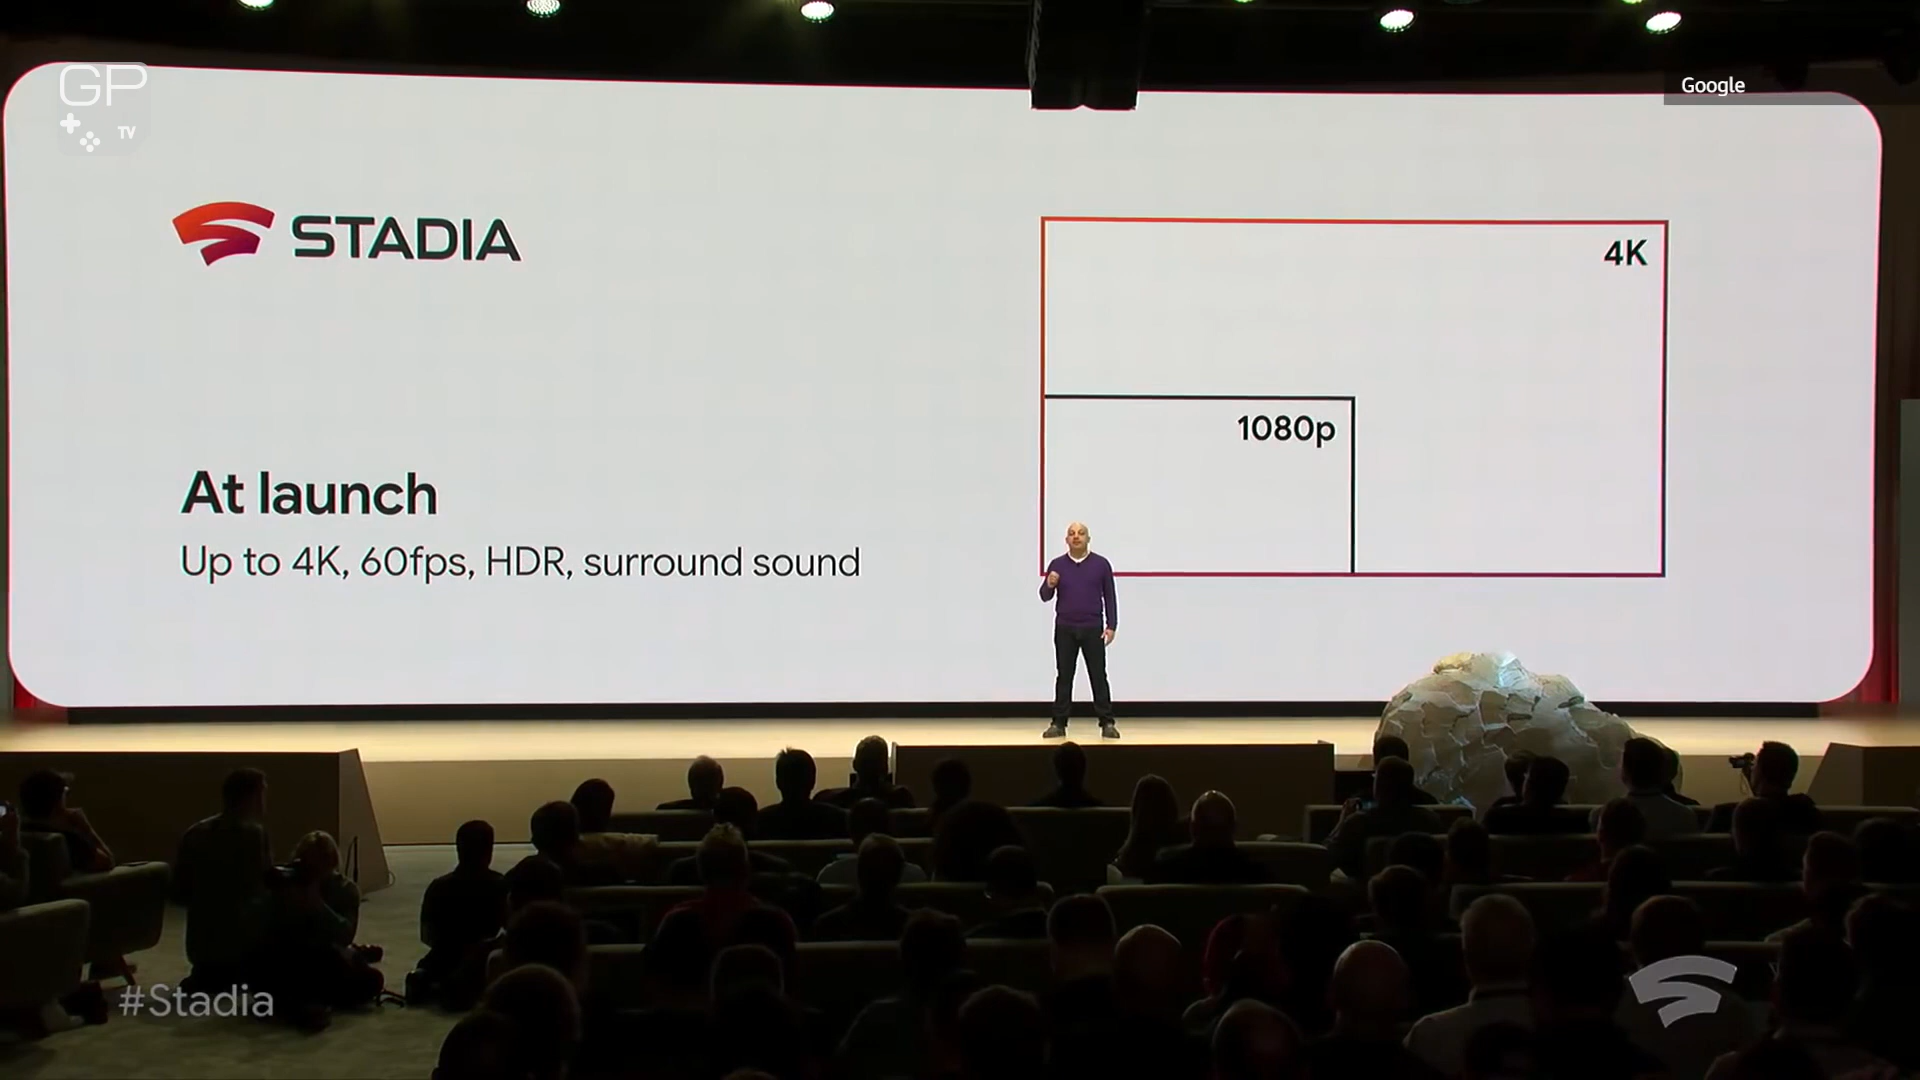 GP
TV
Google
STADIA
4K
1080p
At launch
Up to 4K, 60fps, HDR, surround sound
#Stadia